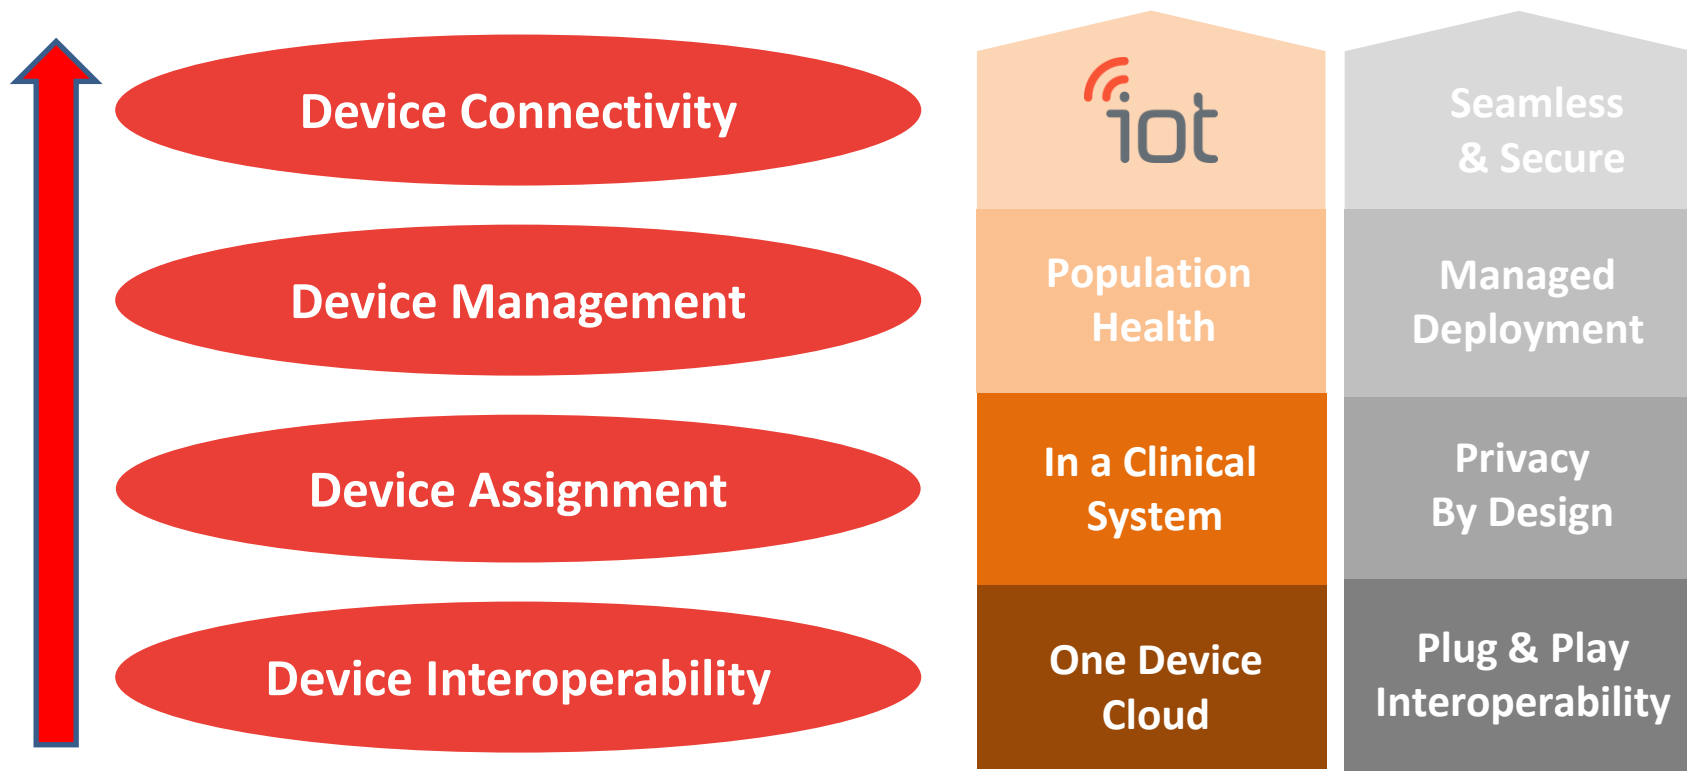 Device Connectivity
iot
Seamless
& Secure
Device Management
Population
Health
Managed
Deployment
Device Assignment
In a Clinical
System
Privacy
By Design
Device Interoperability
One Device
Cloud
Plug & Play
Interoperability